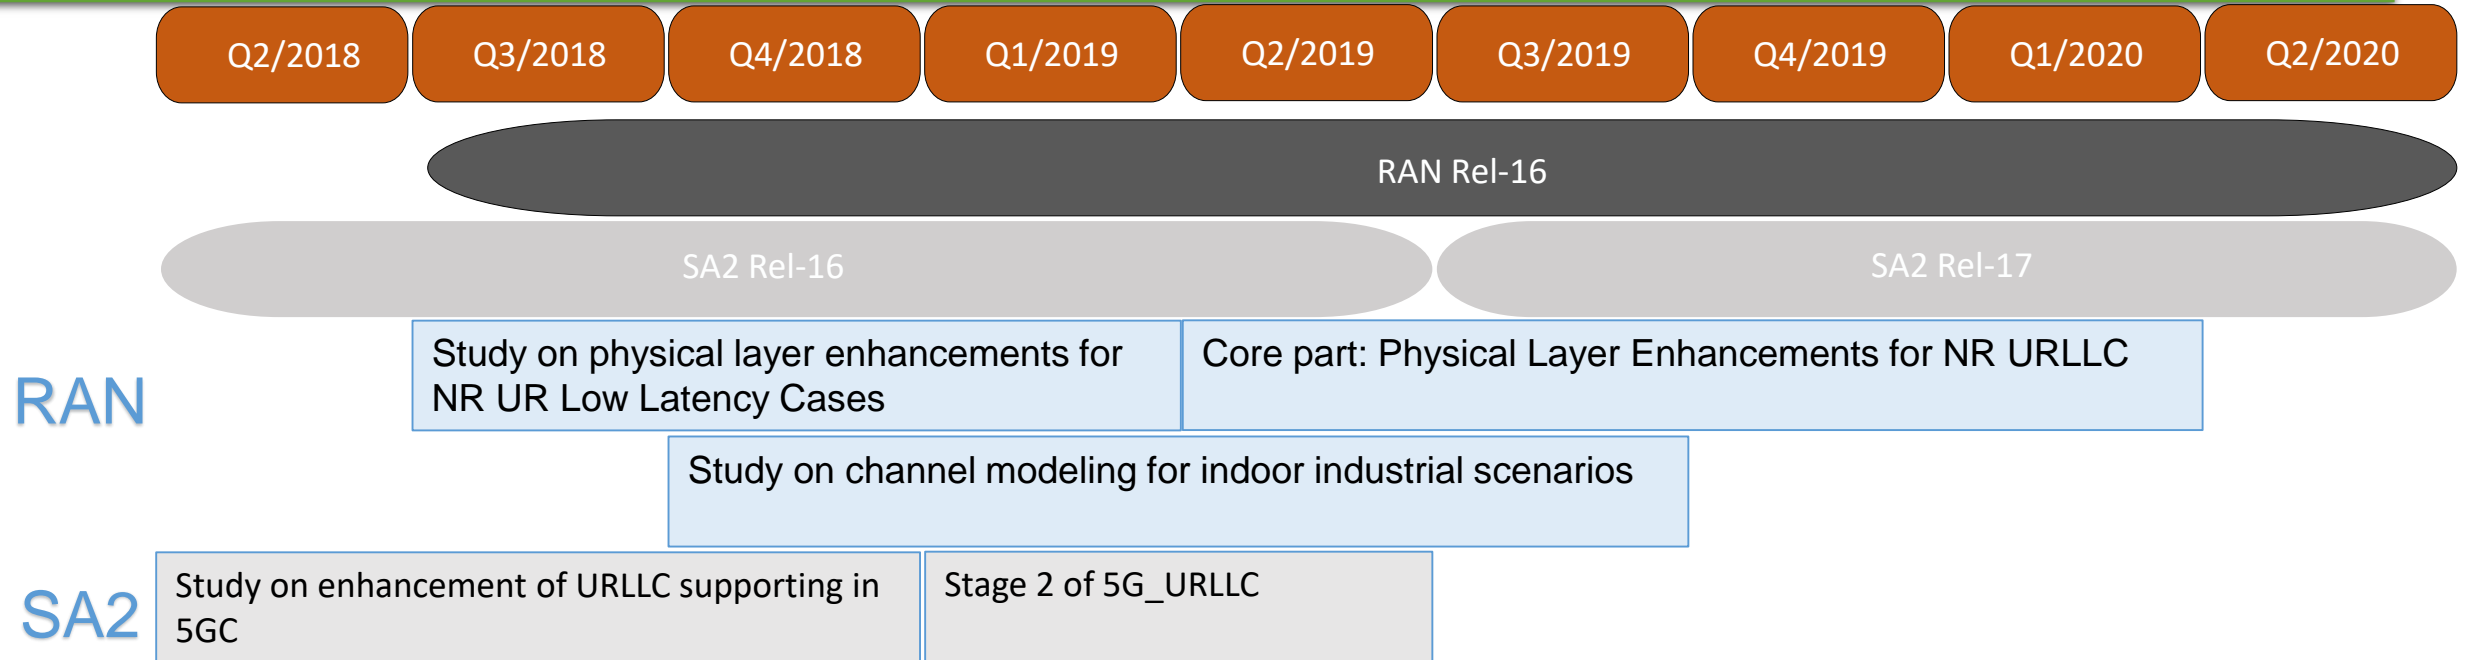 Q2/2018
Q3/2018
Q4/2018
Q1/2019
Q2/2019
Q3/2019
Q4/2019
Q1/2020
Q2/2020
RAN Rel-16
SA2 Rel-16
SA2 Rel-17
RAN
Study on physical layer enhancements for
NR UR Low Latency Cases
Core part: Physical Layer Enhancements for NR URLLC
Study on channel modeling for indoor industrial scenarios
SA2
Study on enhancement of URLLC supporting in
5GC
Stage 2 of 5G_URLLC